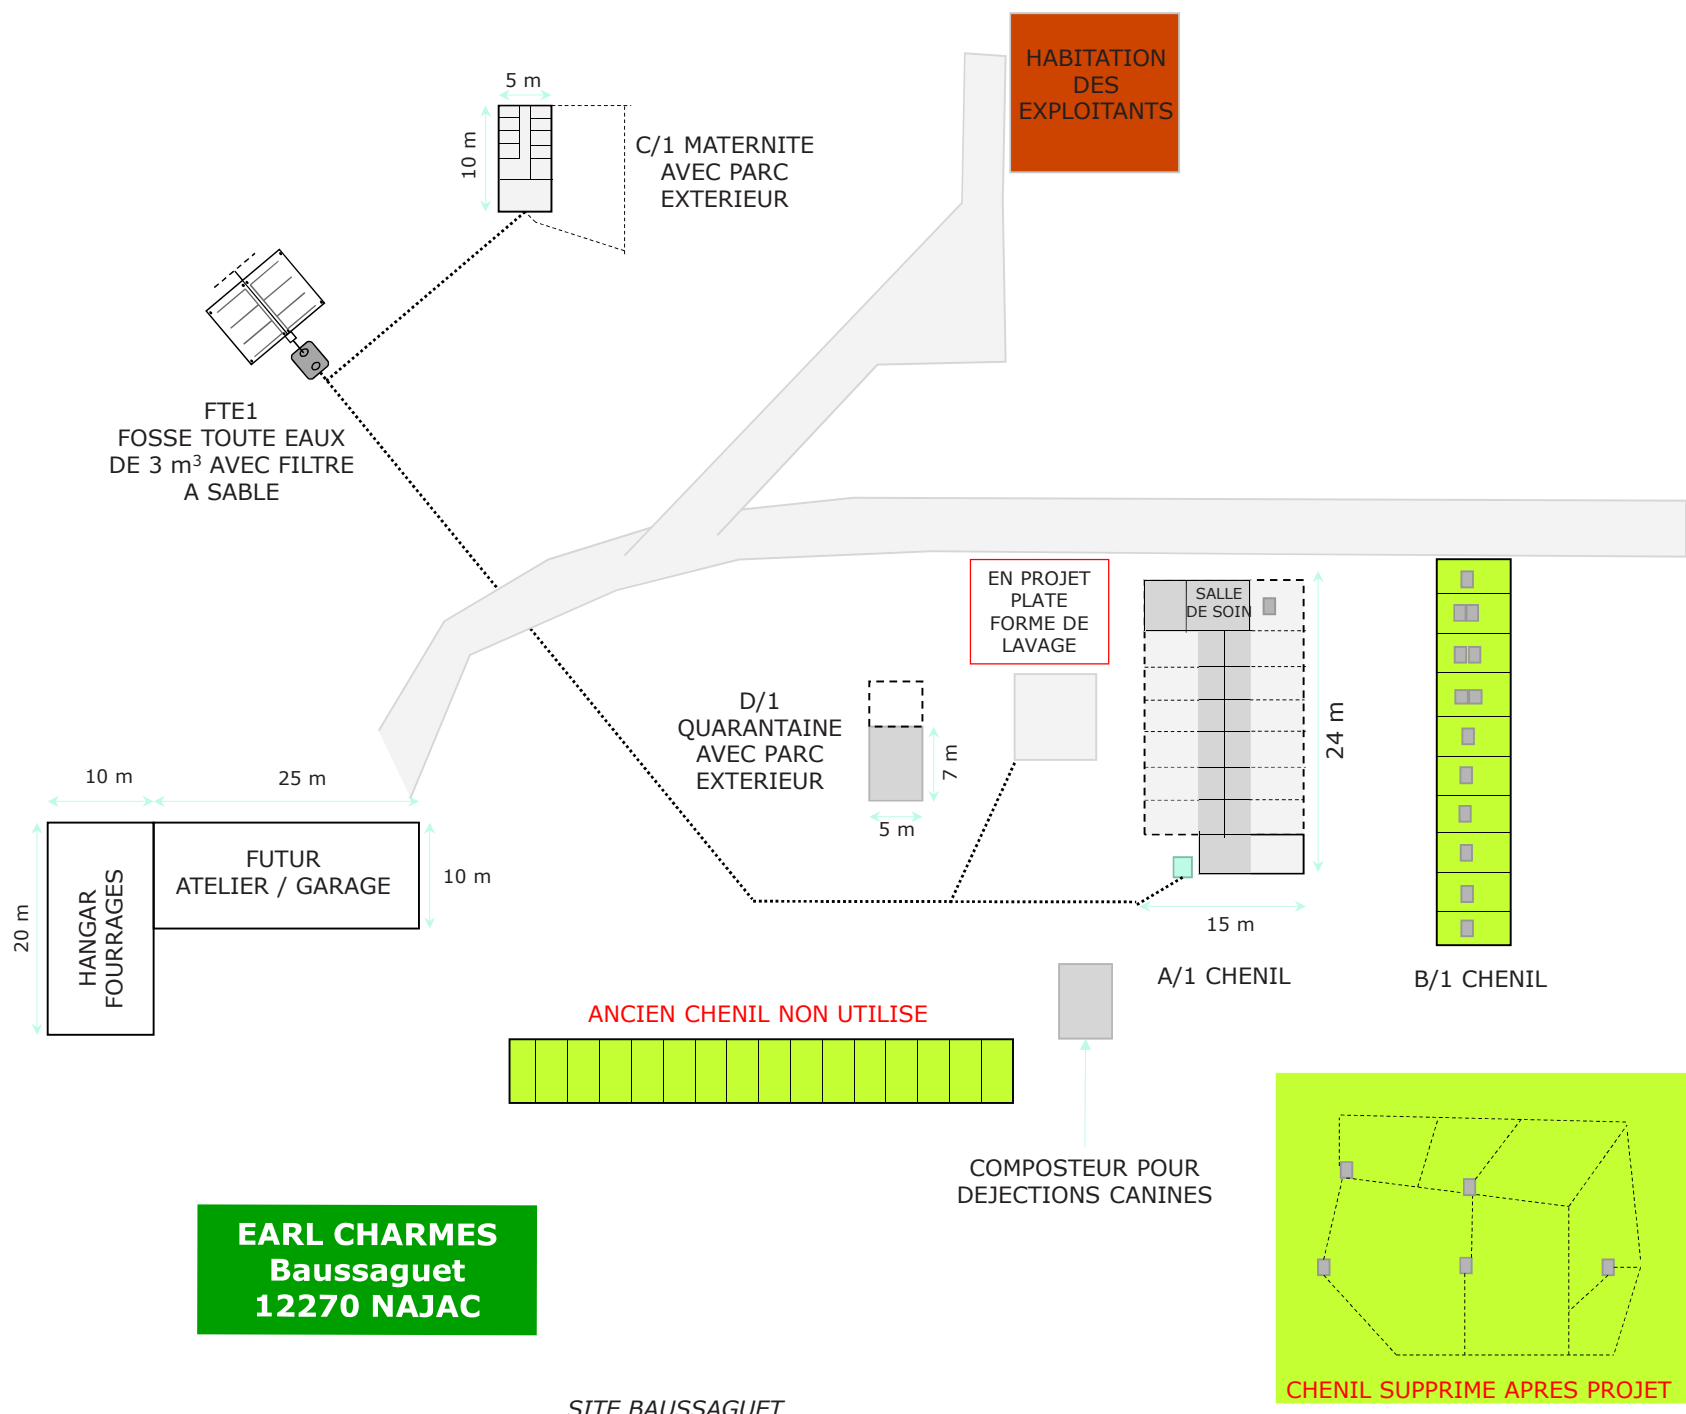 HABITATION
DES
EXPLOITANTS
5 m
10 m
C/1 MATERNITE
AVEC PARC
EXTERIEUR
FTE1
FOSSE TOUTE EAUX
DE 3 m³ AVEC FILTRE
A SABLE
EN PROJET
PLATE
FORME DE
LAVAGE
SALLE
DE SOIN
D/1
QUARANTAINE
AVEC PARC
EXTERIEUR
7 m
5 m
24 m
15 m
A/1 CHENIL
B/1 CHENIL
10 m
25 m
FUTUR
ATELIER / GARAGE
10 m
20 m
HANGAR
FOURRAGES
ANCIEN CHENIL NON UTILISE
COMPOSTEUR POUR
DEJECTIONS CANINES
EARL CHARMES
Baussaguet
12270 NAJAC
CHENIL SUPPRIME APRES PROJET
SITE BAUSSAGUET